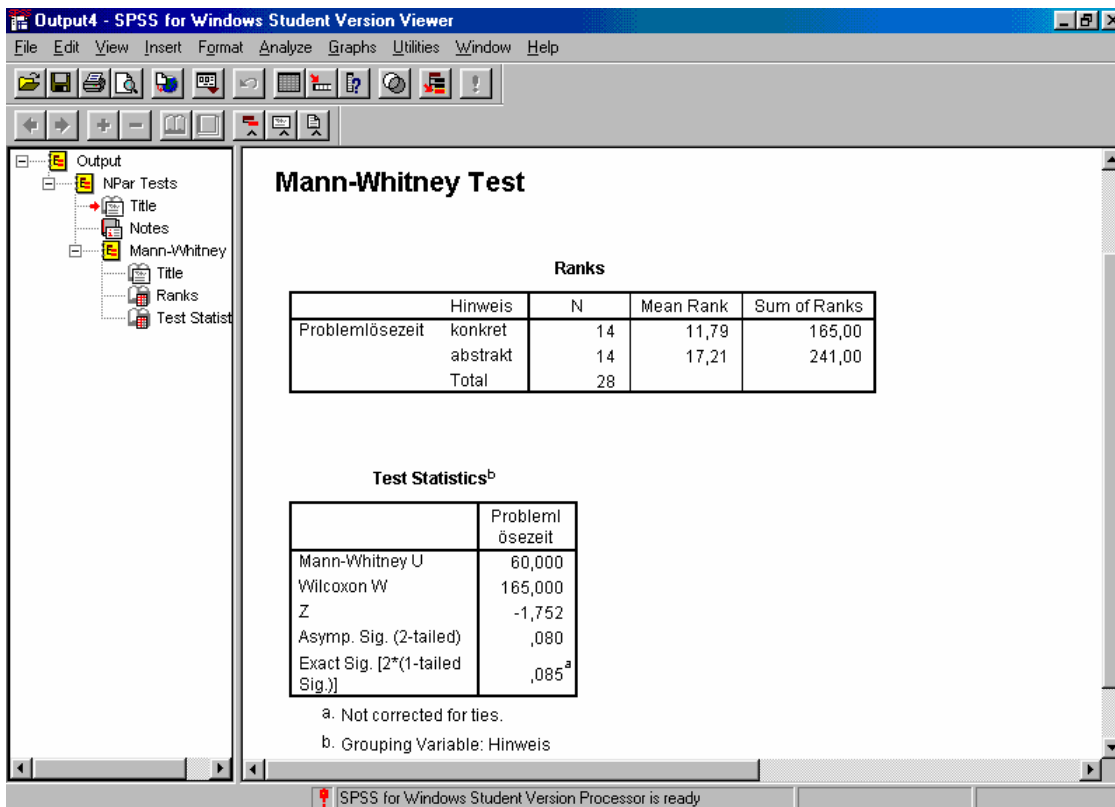 Output4 - SPSS for Windows Student Version Viewer
File Edit View Insert Format Analyze Graphs Utilities Window Help
Output
NPar Tests
Title
Notes
Mann-Whitney
Title
Ranks
Test Statist
Mann-Whitney Test
Ranks
Hinweis N Mean Rank Sum of Ranks
Problemlösezeit konkret 14 11,79 165,00
abstrakt 14 17,21 241,00
Total 28
Test Statisticsb
Probleml
ösezeit
Mann-Whitney U 60,000
Wilcoxon W 165,000
Z -1,752
Asymp. Sig. (2-tailed) ,080
Exact Sig. [2*(1-tailed
Sig.)] ,085a
a. Not corrected for ties.
b. Grouping Variable: Hinweis
SPSS for Windows Student Version Processor is ready